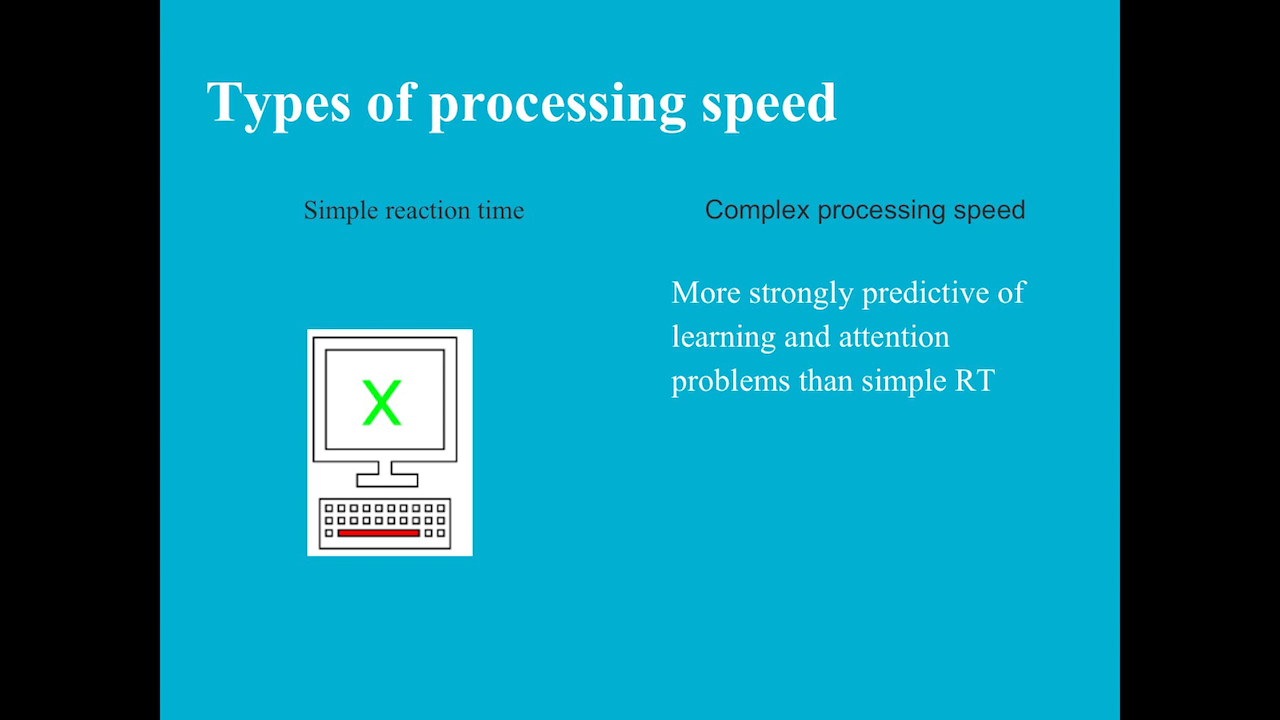 Types of processing speed
Simple reaction time
X
Complex processing speed
More strongly predictive of
learning and attention
problems than simple RT